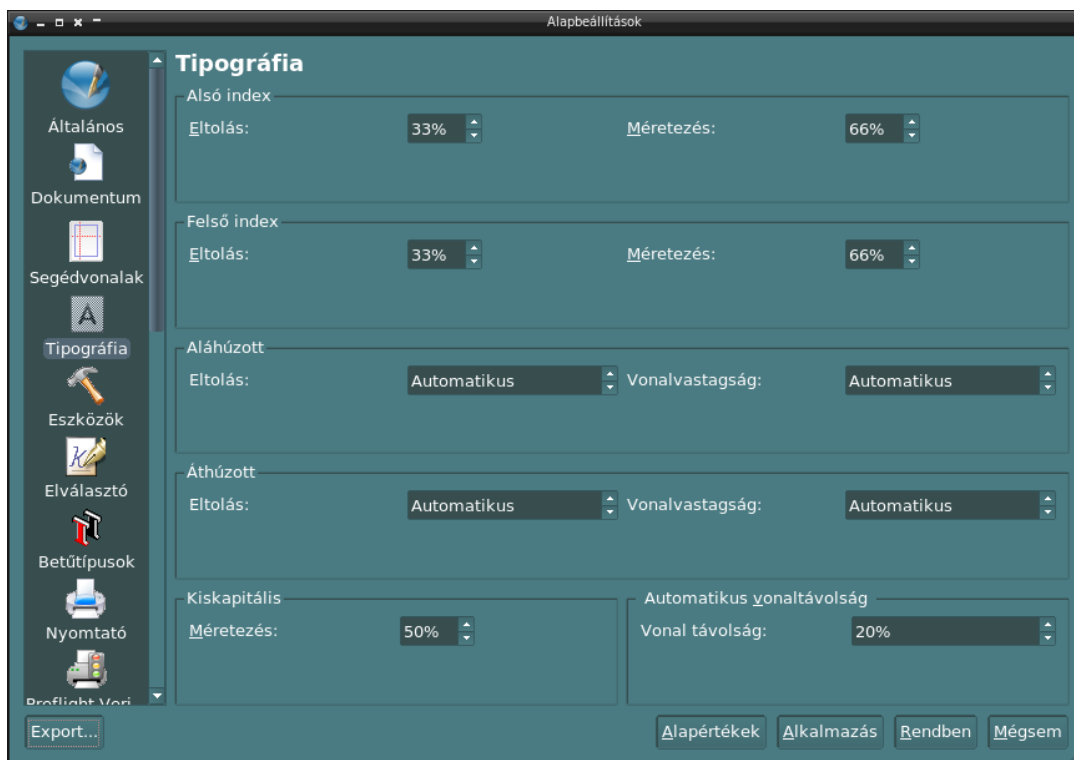 Alapbeállítások
Általános
Dokumentum
Segédvonalak
Tipográfia
Eszközök
Elválasztó
Betűtípusok
Nyomtató
Preflight Veri...
Tipográfia
Alsó index
Eltolás: 33% Méretezés: 66%
Felső index
Eltolás: 33% Méretezés: 66%
Aláhúzott
Eltolás: Automatikus Vonalvastagság: Automatikus
Áthúzott
Eltolás: Automatikus Vonalvastagság: Automatikus
Kiskapitális
Méretezés: 50%
Automatikus vonaltávolság
Vonal távolság: 20%
Export... Alapértékek Alkalmazás Rendben Mégsem